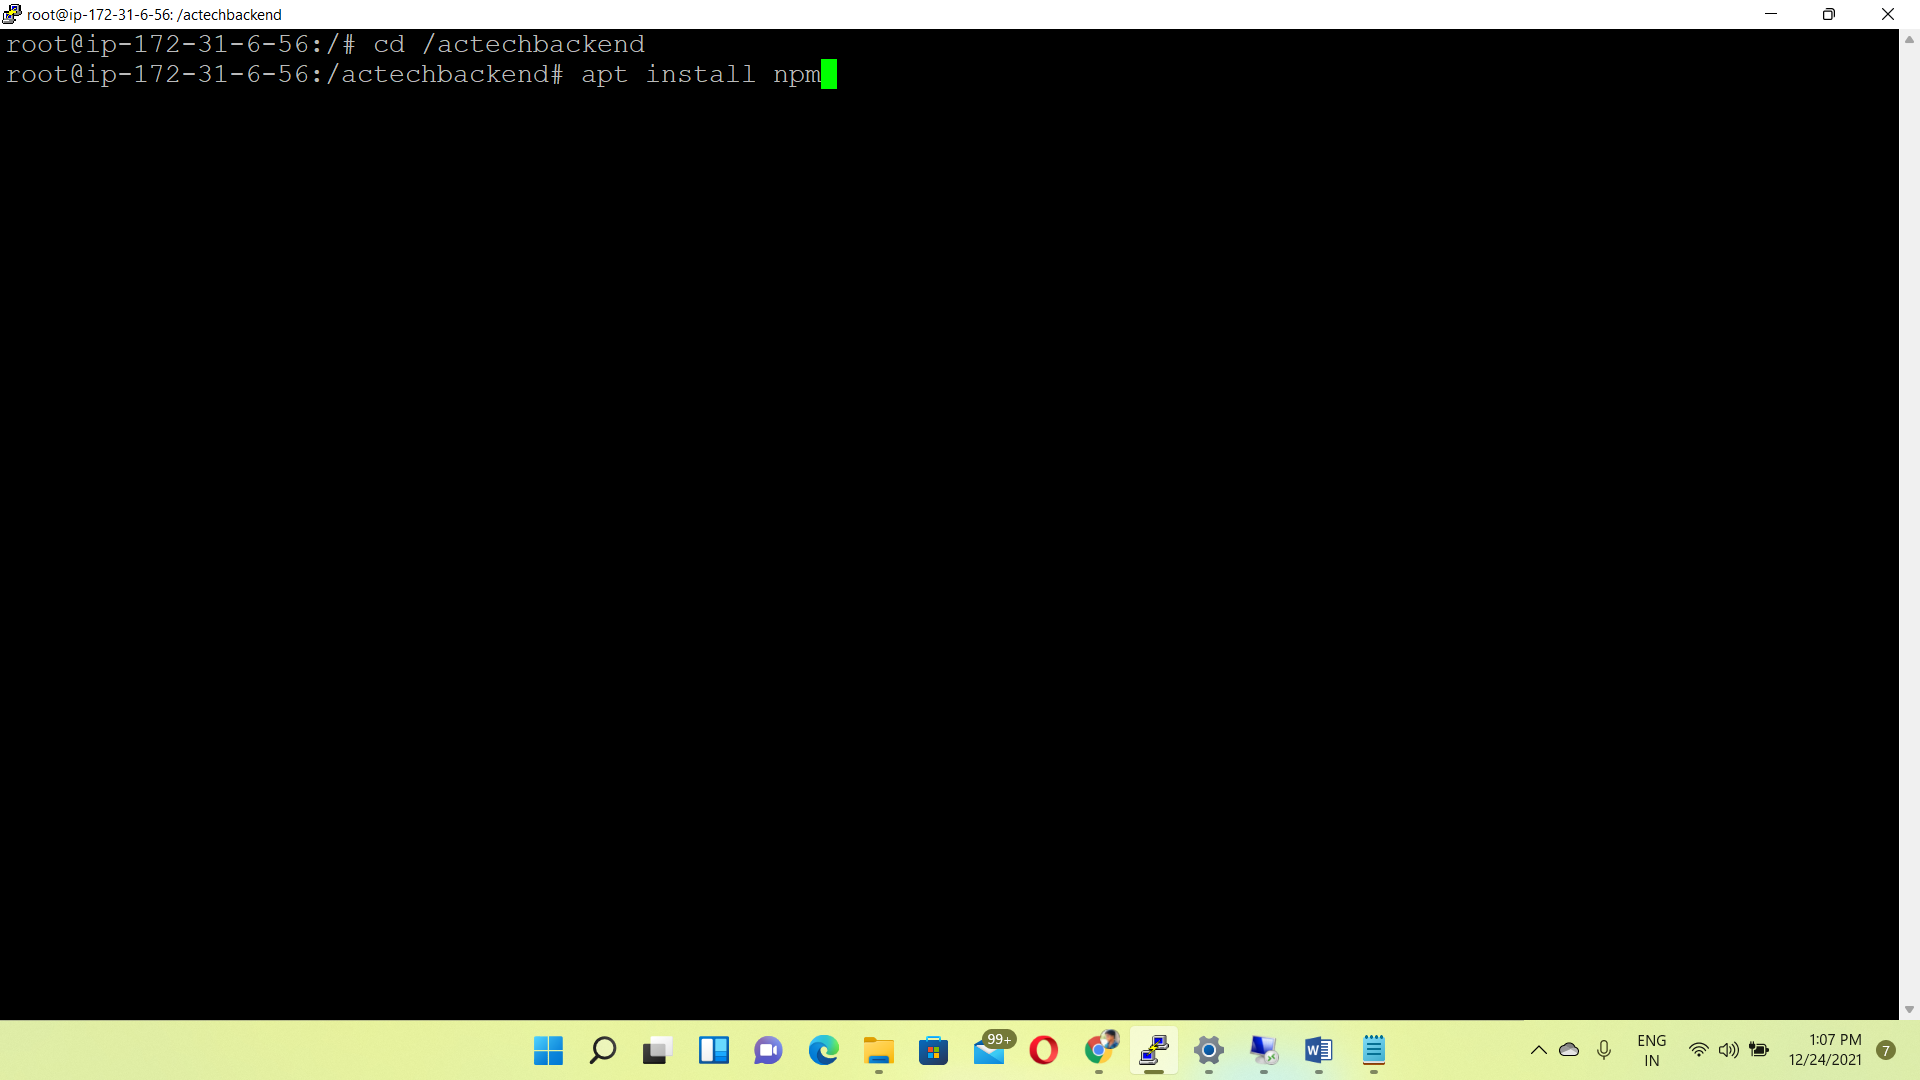 root@ip-172-31-6-56: /actechbackend
root@ip-172-31-6-56:/# cd /actechbackend
root@ip-172-31-6-56:/actechbackend# apt install npm
99+
W
ENG
IN
1:07 PM
12/24/2021
7